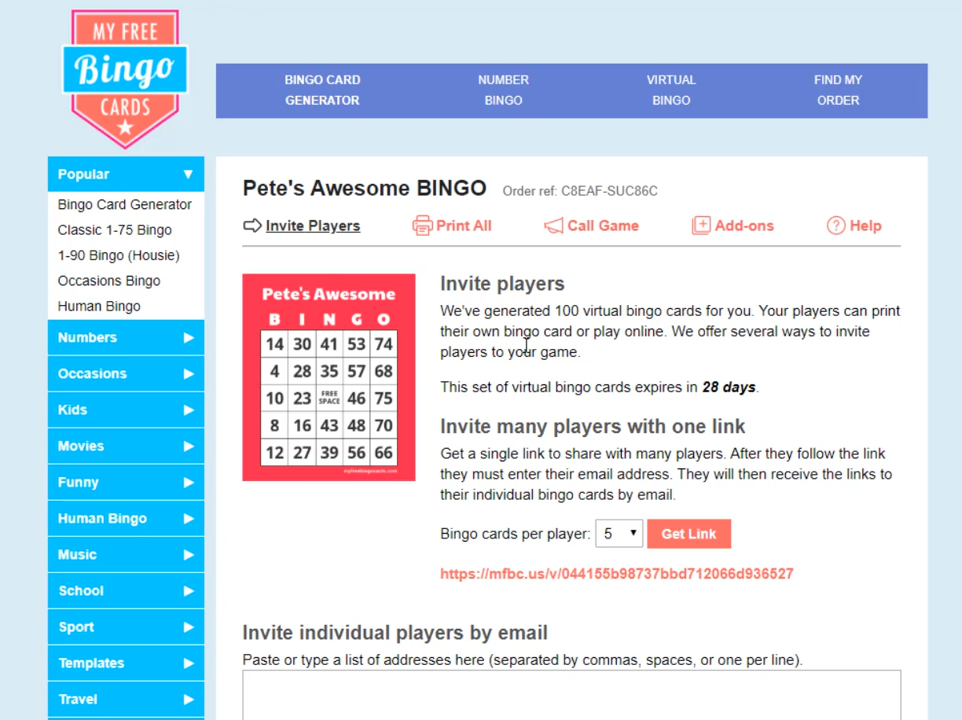 MY FREE
Bingo
CARDS
BINGO CARD
GENERATOR
NUMBER
BINGO
VIRTUAL
BINGO
FIND MY
ORDER
Popular ▼
Bingo Card Generator
Classic 1-75 Bingo
1-90 Bingo (Housie)
Occasions Bingo
Human Bingo
Numbers ▶
Occasions ▶
Kids ▶
Movies ▶
Funny ▶
Human Bingo ▶
Music ▶
School ▶
Sport ▶
Templates ▶
Travel ▶
Pete's Awesome BINGO Order ref: C8EAF-SUC86C
Invite Players Print All Call Game Add-ons Help
Pete's Awesome
B I N G O
14 30 41 53 74
4 28 35 57 68
10 23 FREE SPACE 46 75
8 16 43 48 70
12 27 39 56 66
myfreebingocards.com
Invite players
We've generated 100 virtual bingo cards for you. Your players can print
their own bingo card or play online. We offer several ways to invite
players to your game.
This set of virtual bingo cards expires in 28 days.
Invite many players with one link
Get a single link to share with many players. After they follow the link
they must enter their email address. They will then receive the links to
their individual bingo cards by email.
Bingo cards per player: 5 ▼ Get Link
https://mfbc.us/v/044155b98737bbd712066d936527
Invite individual players by email
Paste or type a list of addresses here (separated by commas, spaces, or one per line).